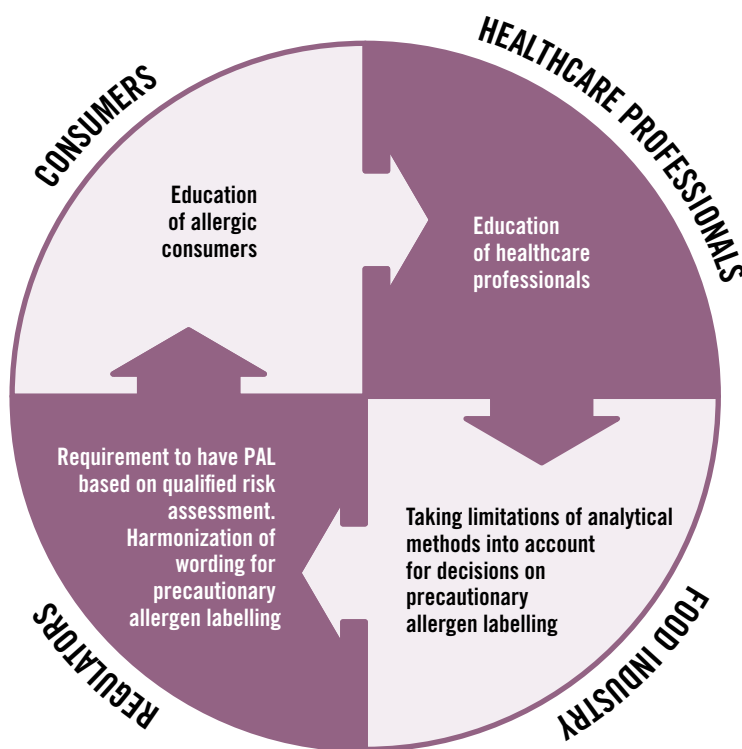 CONSUMERS
Education
of allergic
consumers
HEALTHCARE PROFESSIONALS
Education
of healthcare
professionals
Requirement to have PAL
based on qualified risk
assessment.
Harmonization of
wording for
precautionary
allergen labelling
REGULATORS
Taking limitations of analytical
methods into account
for decisions on
precautionary
allergen labelling
FOOD INDUSTRY